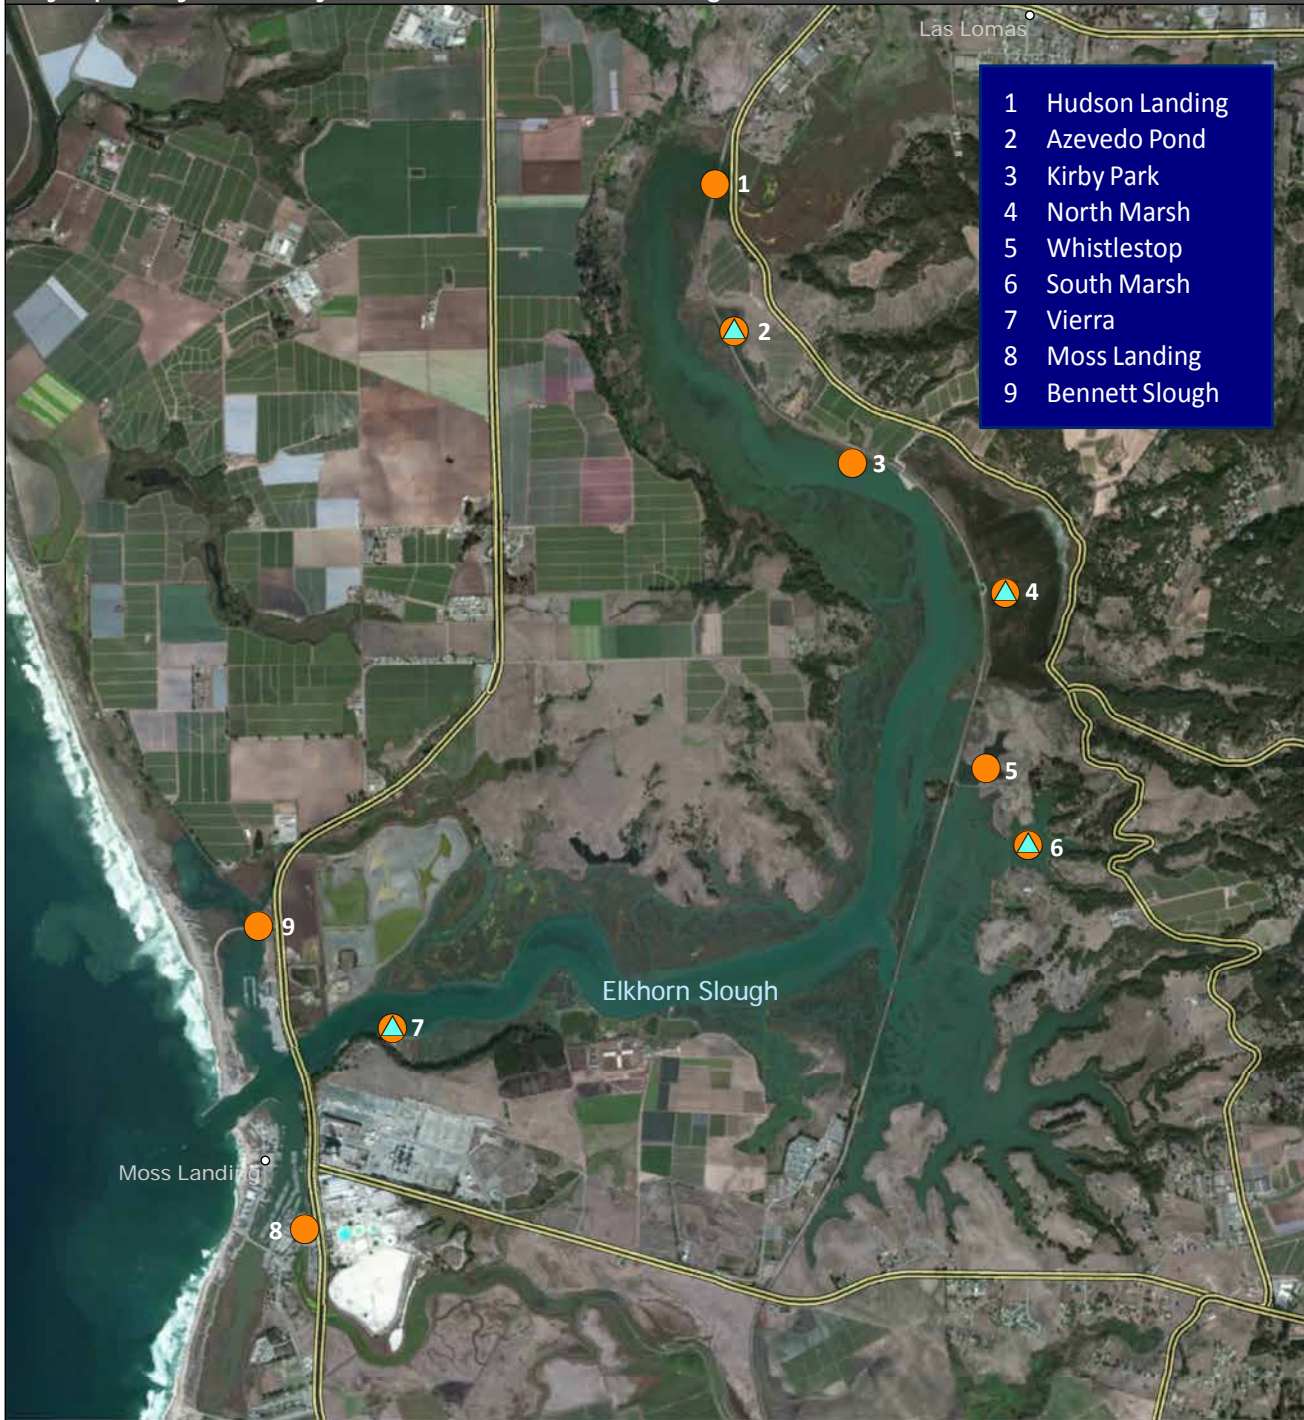 Las Lomas
1 Hudson Landing
2 Azevedo Pond
3 Kirby Park
4 North Marsh
5 Whistlestop
6 South Marsh
7 Vierra
8 Moss Landing
9 Bennett Slough
1
2
3
4
5
6
9
Elkhorn Slough
7
Moss Landing
8